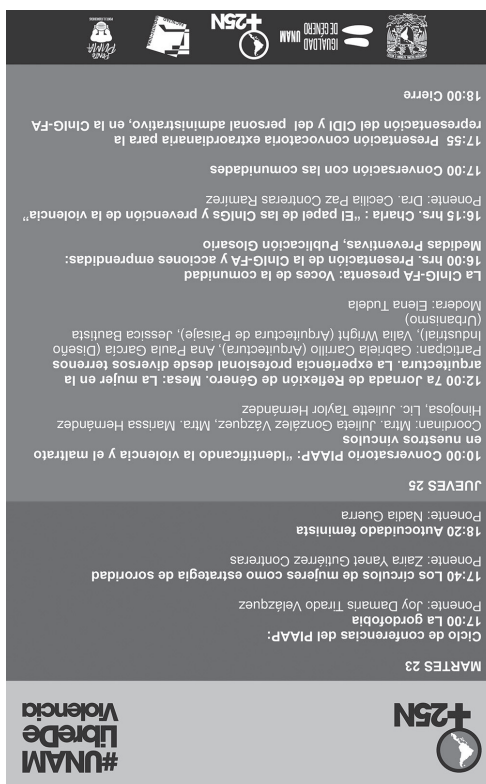 +25N
#UNAM
LibreDe
Violencia
MARTES 23
Ciclo de conferencias del PIAAP:
17:00 La gordofobia
Ponente: Joy Damaris Tirado Velázquez
17:40 Los círculos de mujeres como estrategia de sororidad
Ponente: Zaira Yanet Gutiérrez Contreras
18:20 Autocuidado feminista
Ponente: Nadia Guerra
JUEVES 25
10:00 Conversatorio PIAAP: “Identificando la violencia y el maltrato
en nuestros vínculos
Coordinan: Mtra. Julieta González Vázquez, Mtra. Marissa Hernández
Hinojosa, Lic. Juliette Taylor Hernández
12:00 7a Jornada de Reflexión de Género. Mesa: La mujer en la
arquitectura. La experiencia profesional desde diversos terrenos
Participan: Gabriela Carrillo (Arquitectura), Ana Paula García (Diseño
Industrial), Valia Wright (Arquitectura de Paisaje), Jessica Bautista
(Urbanismo)
Modera: Elena Tudela
La CInIG-FA presenta: Voces de la comunidad
16:00 hrs. Presentación de la CInIG-FA y acciones emprendidas:
Medidas Preventivas, Publicación Glosario
16:15 hrs. Charla : “El papel de las CInIGs y prevención de la violencia”
Ponente: Dra. Cecilia Paz Contreras Ramírez
17:00 Conversación con las comunidades
17:55 Presentación convocatoria extraordinaria para la
representación del CIDI y del personal administrativo, en la CInIG-FA
18:00 Cierre
IGUALDAD
DE GÉNERO UNAM
+25N
Ponte
PUMA